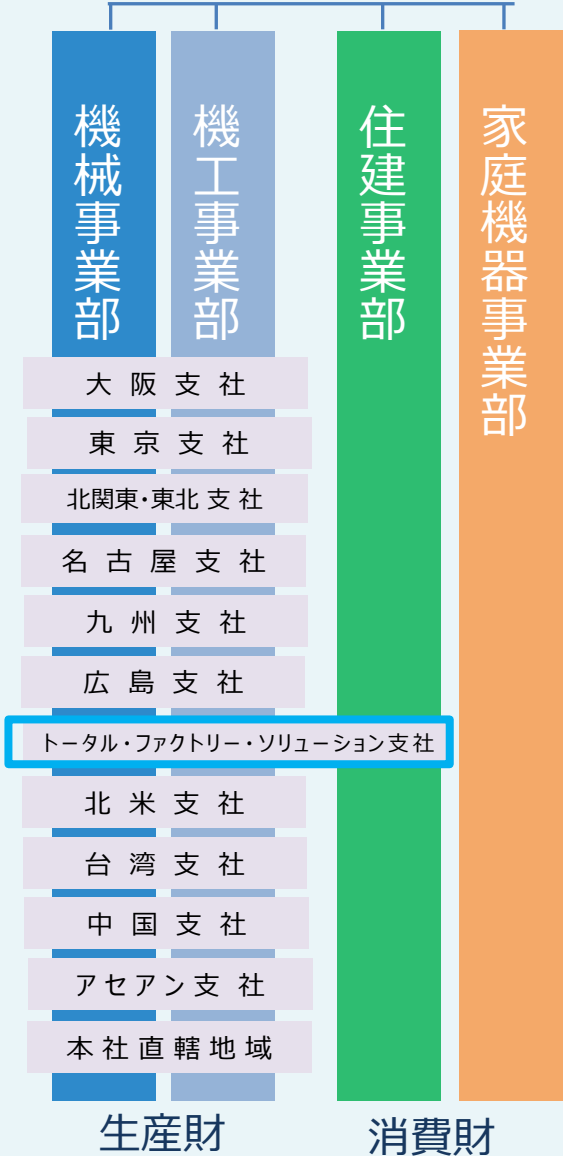 機械事業部
機工事業部
住建事業部
家庭機器事業部
大阪支社
東京支社
北関東・東北支社
名古屋支社
九州支社
広島支社
トータル・ファクトリー・ソリューション支社
北米支社
台湾支社
中国支社
アセアン支社
本社直轄地域
生産財
消費財